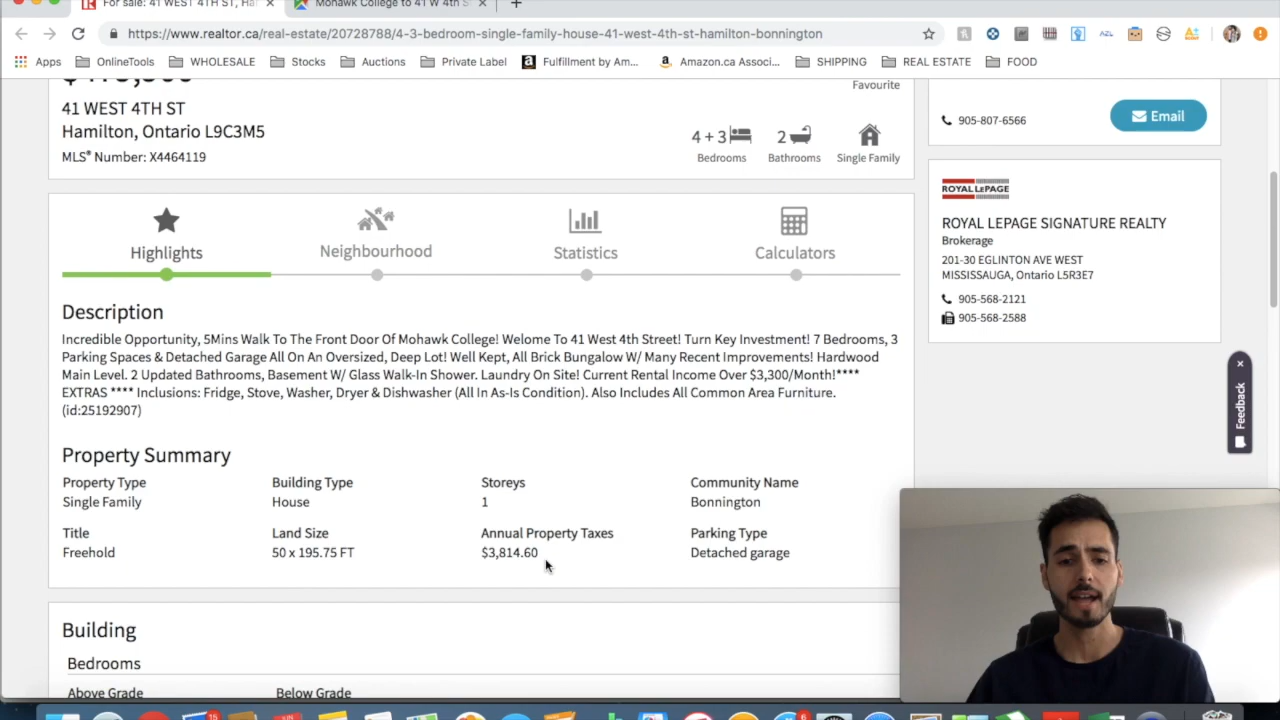 For sale: 41 WEST 4TH ST, Ha
Mohawk College to 41 W 4th S
https://www.realtor.ca/real-estate/20728788/4-3-bedroom-single-family-house-41-west-4th-st-hamilton-bonnington
Apps OnlineTools WHOLESALE Stocks Auctions Private Label Fulfillment by Am... Amazon.ca Associ... SHIPPING REAL ESTATE FOOD
Favourite
41 WEST 4TH ST
Hamilton, Ontario L9C3M5
MLS® Number: X4464119
4 + 3 2
Bedrooms Bathrooms Single Family
905-807-6566 Email
ROYAL LEPAGE
ROYAL LEPAGE SIGNATURE REALTY
Brokerage
201-30 EGLINTON AVE WEST
MISSISSAUGA, Ontario L5R3E7
905-568-2121
905-568-2588
Highlights Neighbourhood Statistics Calculators
Description
Incredible Opportunity, 5Mins Walk To The Front Door Of Mohawk College! Welome To 41 West 4th Street! Turn Key Investment! 7 Bedrooms, 3
Parking Spaces & Detached Garage All On An Oversized, Deep Lot! Well Kept, All Brick Bungalow W/ Many Recent Improvements! Hardwood
Main Level. 2 Updated Bathrooms, Basement W/ Glass Walk-In Shower. Laundry On Site! Current Rental Income Over $3,300/Month!****
EXTRAS **** Inclusions: Fridge, Stove, Washer, Dryer & Dishwasher (All In As-Is Condition). Also Includes All Common Area Furniture.
(id:25192907)
Feedback
Property Summary
Property Type Building Type Storeys Community Name
Single Family House 1 Bonnington
Title Land Size Annual Property Taxes Parking Type
Freehold 50 x 195.75 FT $3,814.60 Detached garage
Building
Bedrooms
Above Grade Below Grade